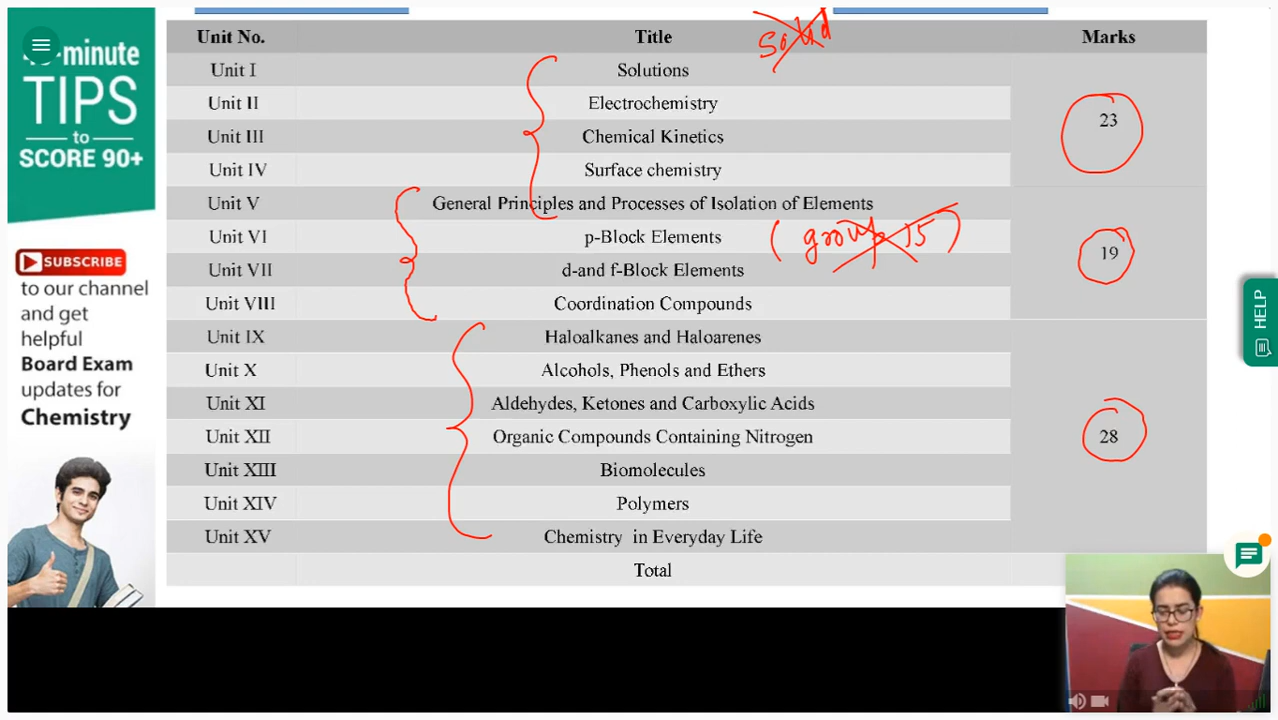 -minute
TIPS
to
SCORE 90+
SUBSCRIBE
to our channel
and get
helpful
Board Exam
updates for
Chemistry
Solid
Unit No. Title Marks
Unit I Solutions
Unit II Electrochemistry
23
Unit III Chemical Kinetics
Unit IV Surface chemistry
Unit V General Principles and Processes of Isolation of Elements
Unit VI p-Block Elements (group 15)
19
Unit VII d-and f-Block Elements
Unit VIII Coordination Compounds
Unit IX Haloalkanes and Haloarenes
Unit X Alcohols, Phenols and Ethers
Unit XI Aldehydes, Ketones and Carboxylic Acids
Unit XII Organic Compounds Containing Nitrogen 28
Unit XIII Biomolecules
Unit XIV Polymers
Unit XV Chemistry in Everyday Life
Total
HELP